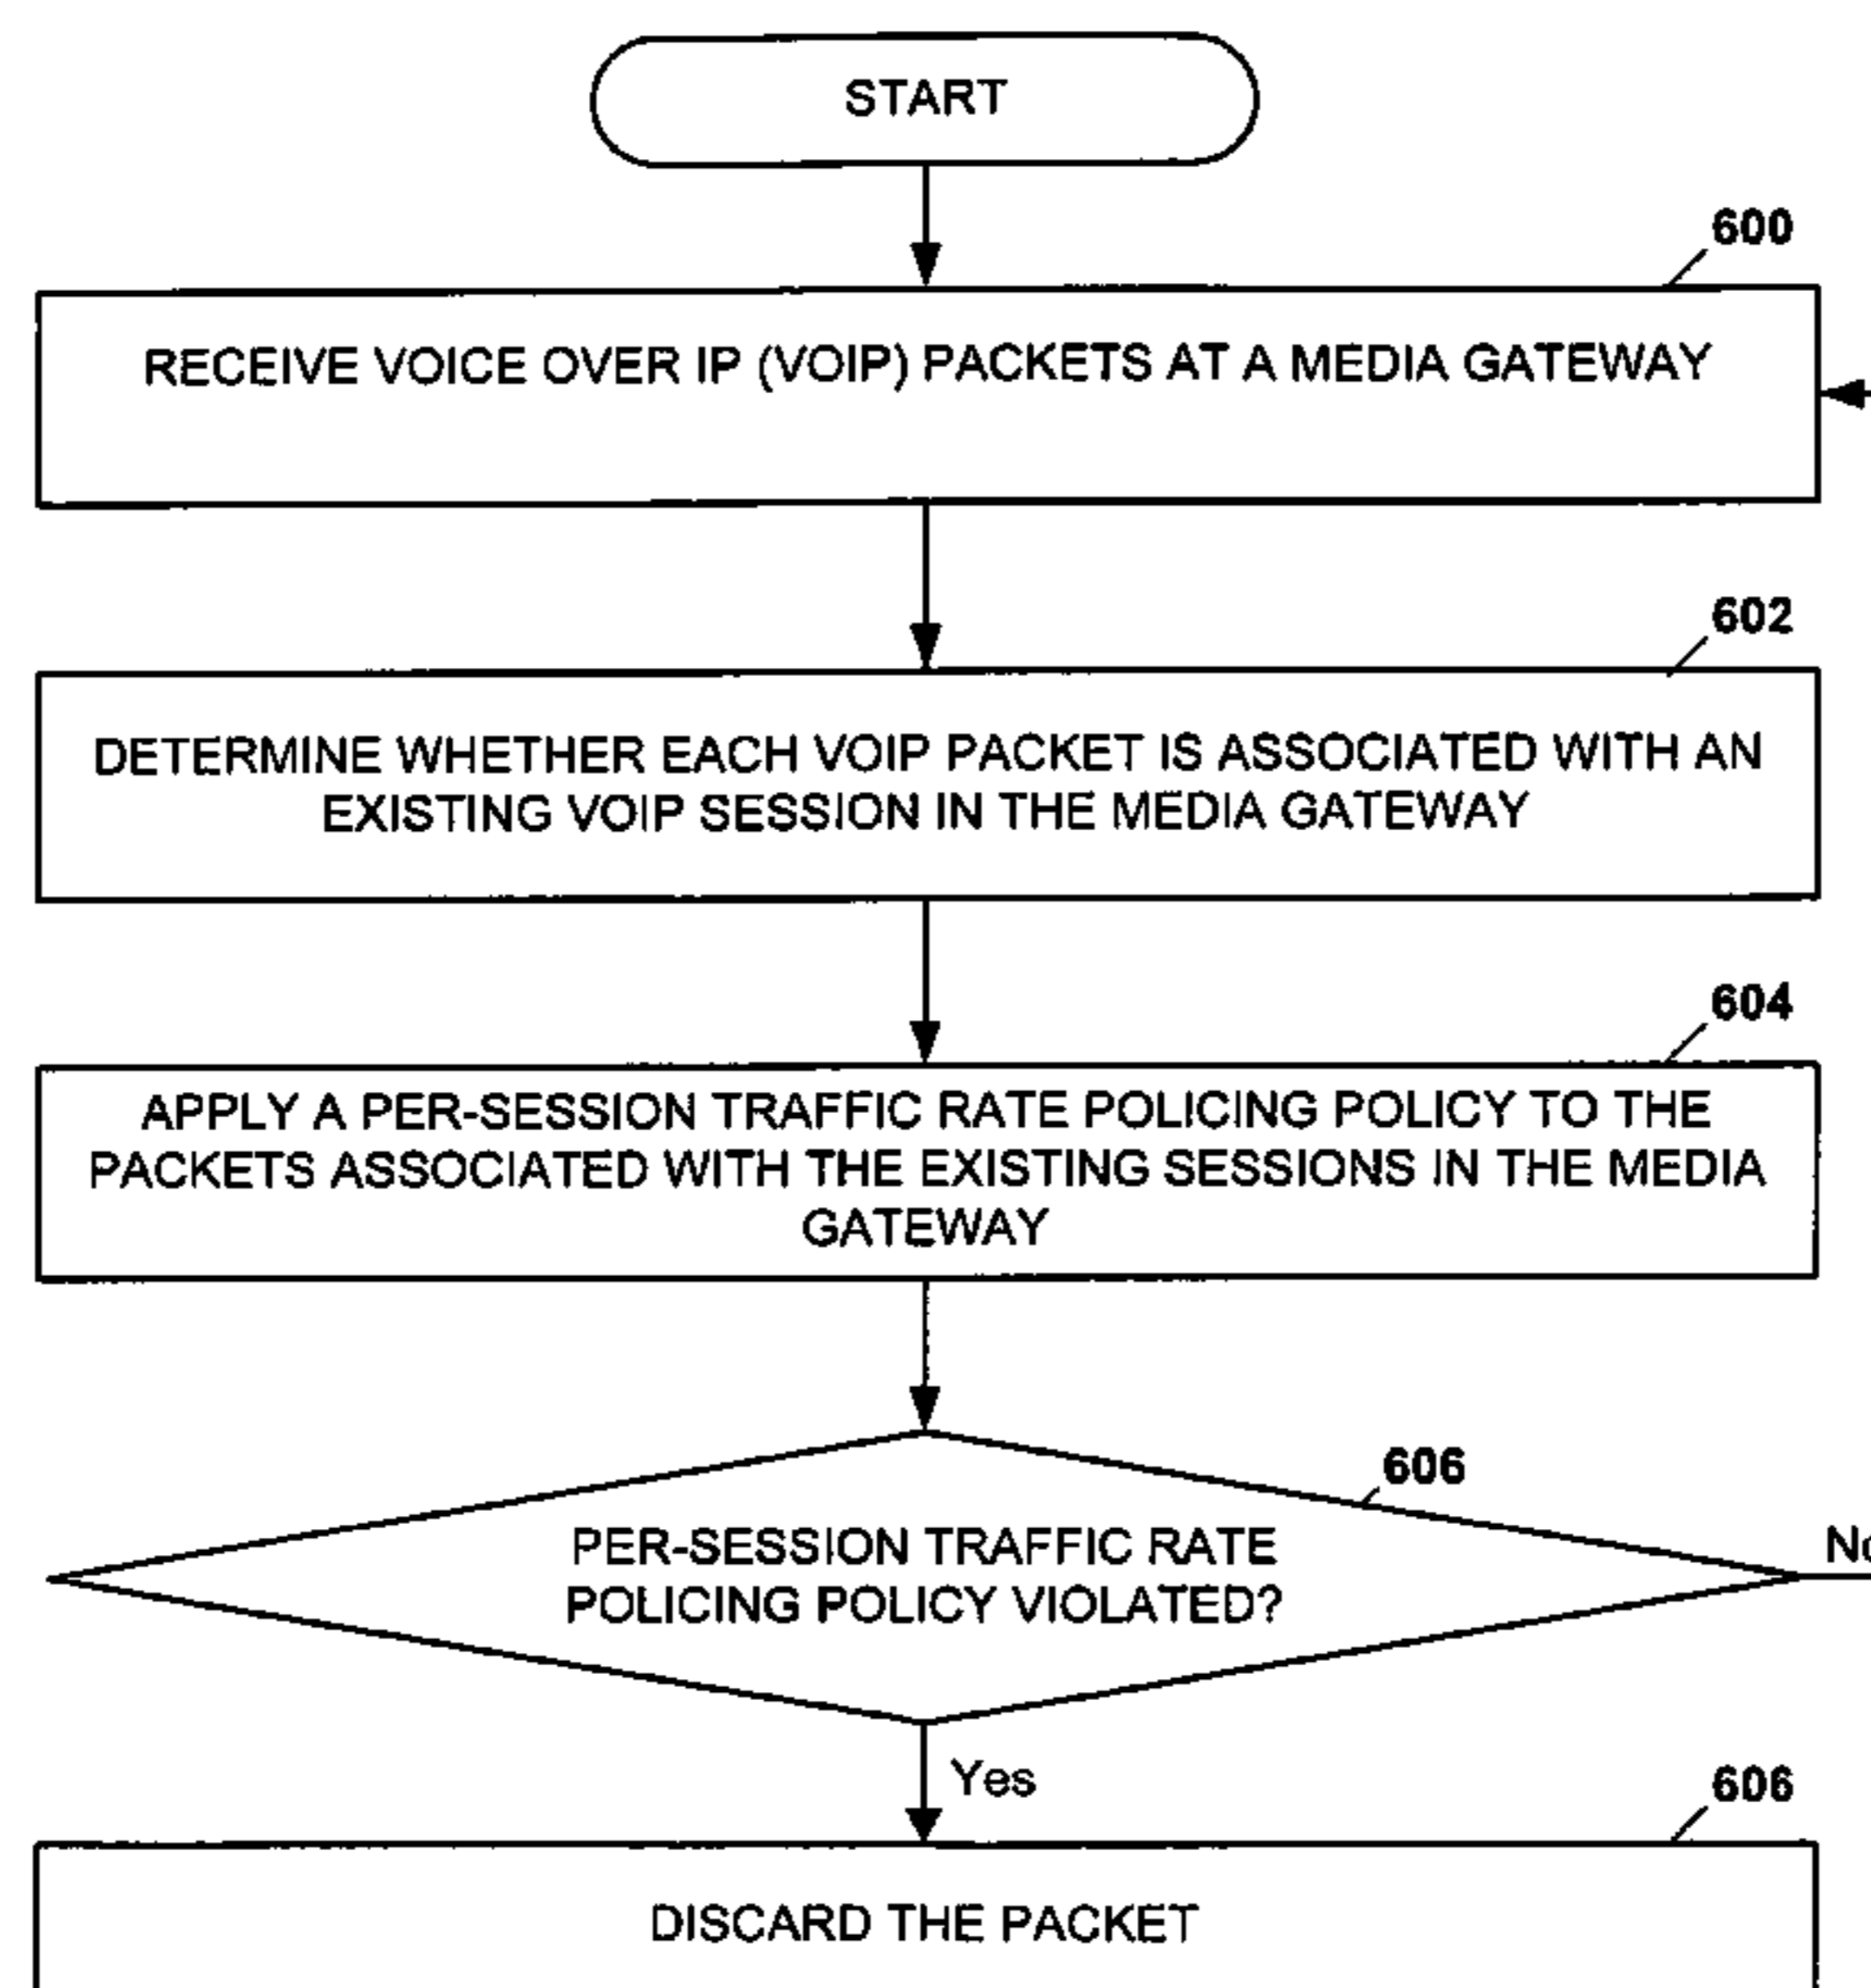 START
600
RECEIVE VOICE OVER IP (VOIP) PACKETS AT A MEDIA GATEWAY
602
DETERMINE WHETHER EACH VOIP PACKET IS ASSOCIATED WITH AN
EXISTING VOIP SESSION IN THE MEDIA GATEWAY
604
APPLY A PER-SESSION TRAFFIC RATE POLICING POLICY TO THE
PACKETS ASSOCIATED WITH THE EXISTING SESSIONS IN THE MEDIA
GATEWAY
606
PER-SESSION TRAFFIC RATE
POLICING POLICY VIOLATED?
No
Yes
606
DISCARD THE PACKET